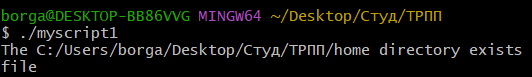 borga@DESKTOP-BB86VVG MINGW64 ~/Desktop/Студ/ТРПП
$ ./myscript1
The C:/Users/borga/Desktop/Студ/ТРПП/home directory exists
file